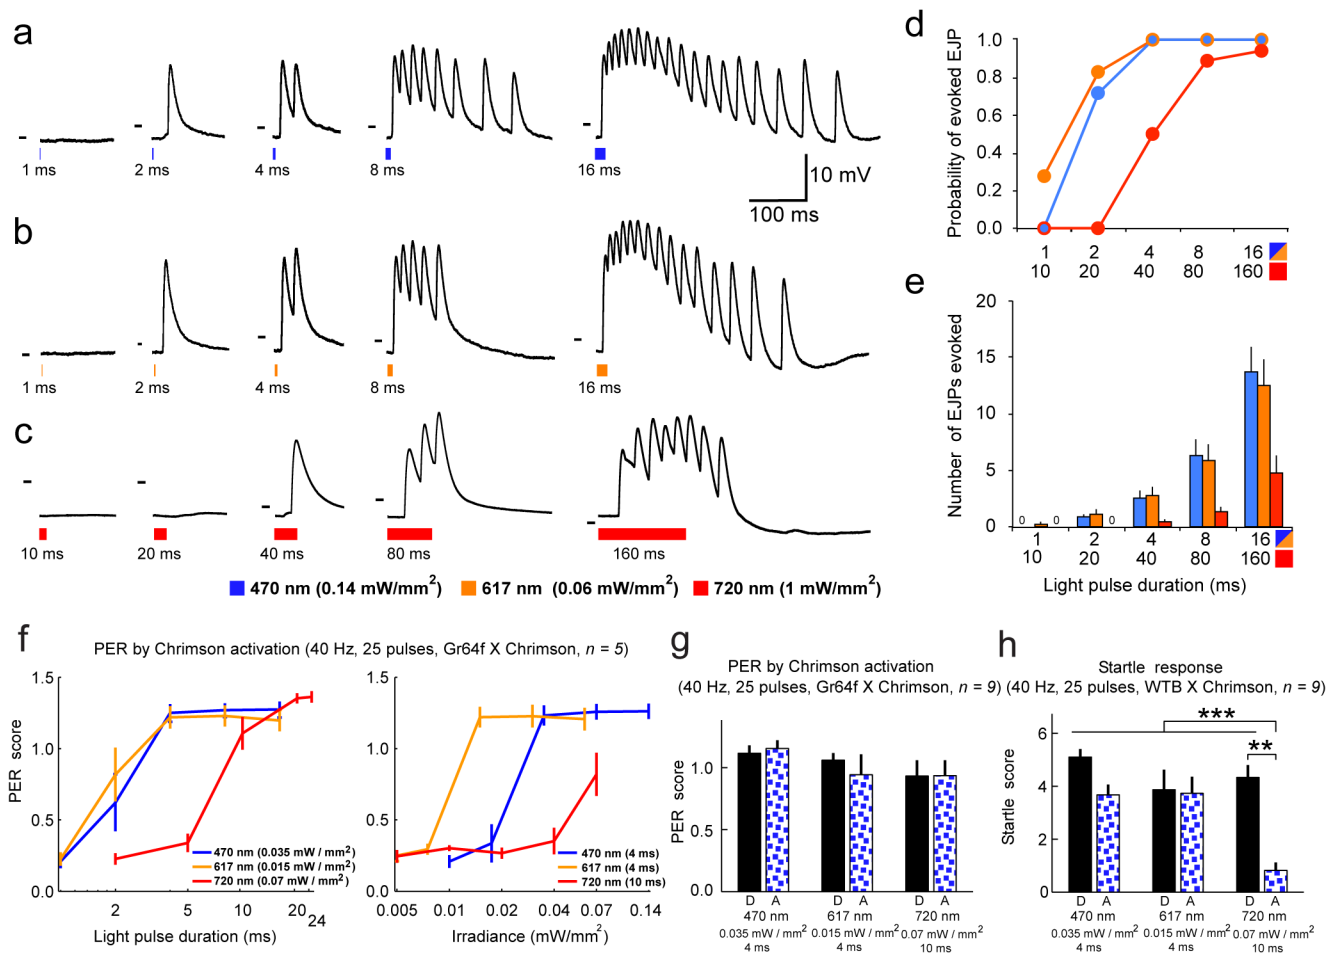 a
1 ms
2 ms
4 ms
8 ms
16 ms
10 mV
100 ms
b
1 ms
2 ms
4 ms
8 ms
16 ms
c
10 ms
20 ms
40 ms
80 ms
160 ms
470 nm (0.14 mW/mm²)
617 nm (0.06 mW/mm²)
720 nm (1 mW/mm²)
d
Probability of evoked EJP
1.0
0.8
0.6
0.4
0.2
0.0
1 2 4 8 16
10 20 40 80 160
e
Number of EJPs evoked
20
15
10
5
0
0 0 0
1 2 4 8 16
10 20 40 80 160
Light pulse duration (ms)
f
PER by Chrimson activation (40 Hz, 25 pulses, Gr64f X Chrimson, n = 5)
PER score
1.5
1.0
0.5
0.0
470 nm (0.035 mW / mm²)
617 nm (0.015 mW / mm²)
720 nm (0.07 mW / mm²)
2 5 10 20 24
Light pulse duration (ms)
1.5
1.0
0.5
0.0
470 nm (4 ms)
617 nm (4 ms)
720 nm (10 ms)
0.005 0.01 0.02 0.04 0.07 0.14
Irradiance (mW/mm²)
g
PER by Chrimson activation
(40 Hz, 25 pulses, Gr64f X Chrimson, n = 9)
PER score
1.0
0.5
0.0
D A D A D A
470 nm 617 nm 720 nm
0.035 mW / mm² 0.015 mW / mm² 0.07 mW / mm²
4 ms 4 ms 10 ms
h
Startle response
(40 Hz, 25 pulses, WTB X Chrimson, n = 9)
Startle score
6
4
2
0
***
**
D A D A D A
470 nm 617 nm 720 nm
0.035 mW / mm² 0.015 mW / mm² 0.07 mW / mm²
4 ms 4 ms 10 ms